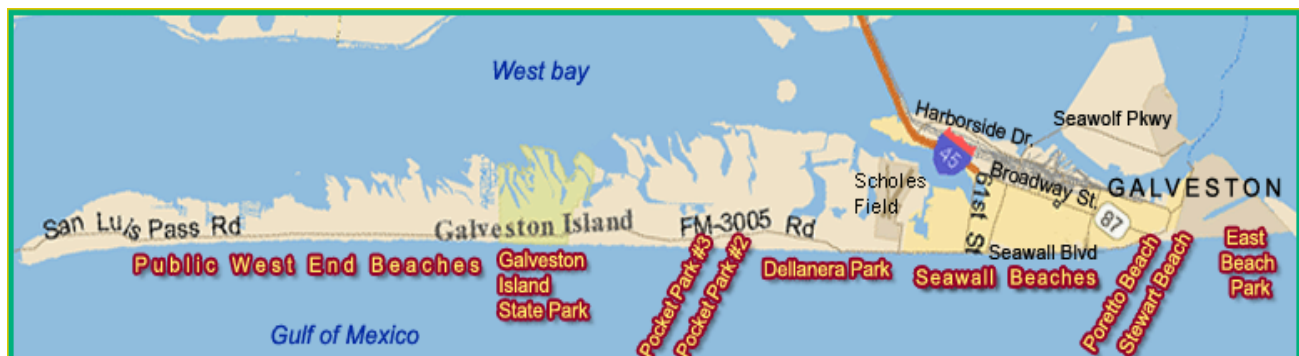 West bay
Harborside Dr.
Seawolf Pkwy
45
Broadway St.
61st St
Scholes
Field
GALVESTON
87
San Luis Pass Rd
Galveston Island
FM-3005 Rd
Seawall Blvd
Public West End Beaches
Galveston
Island
State Park
Pocket Park #3
Pocket Park #2
Dellanera Park
Seawall Beaches
Poretto Beach
Stewart Beach
East
Beach
Park
Gulf of Mexico